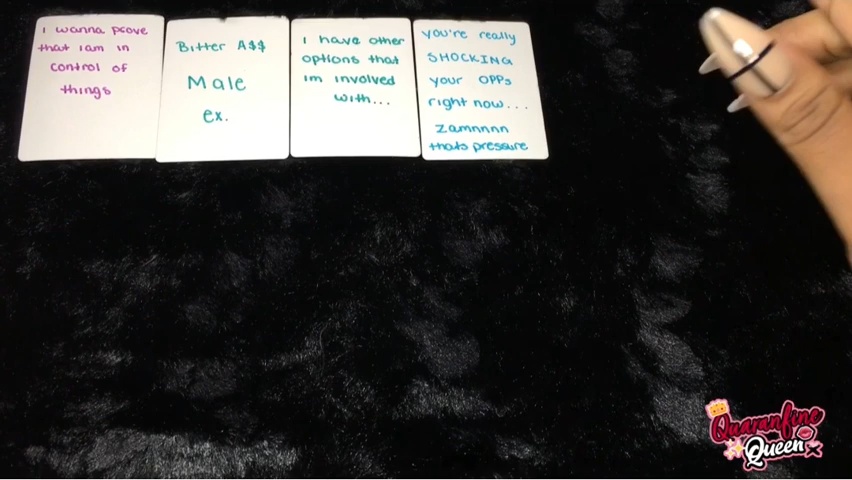 I wanna prove
that I am in
control of
things
Bitter A$$
Male
ex.
I have other
options that
im involved
with...
you're really
SHOCKING
your OPPs
right now...
zamnnnn
thats pressure
Quaranfine
Queen